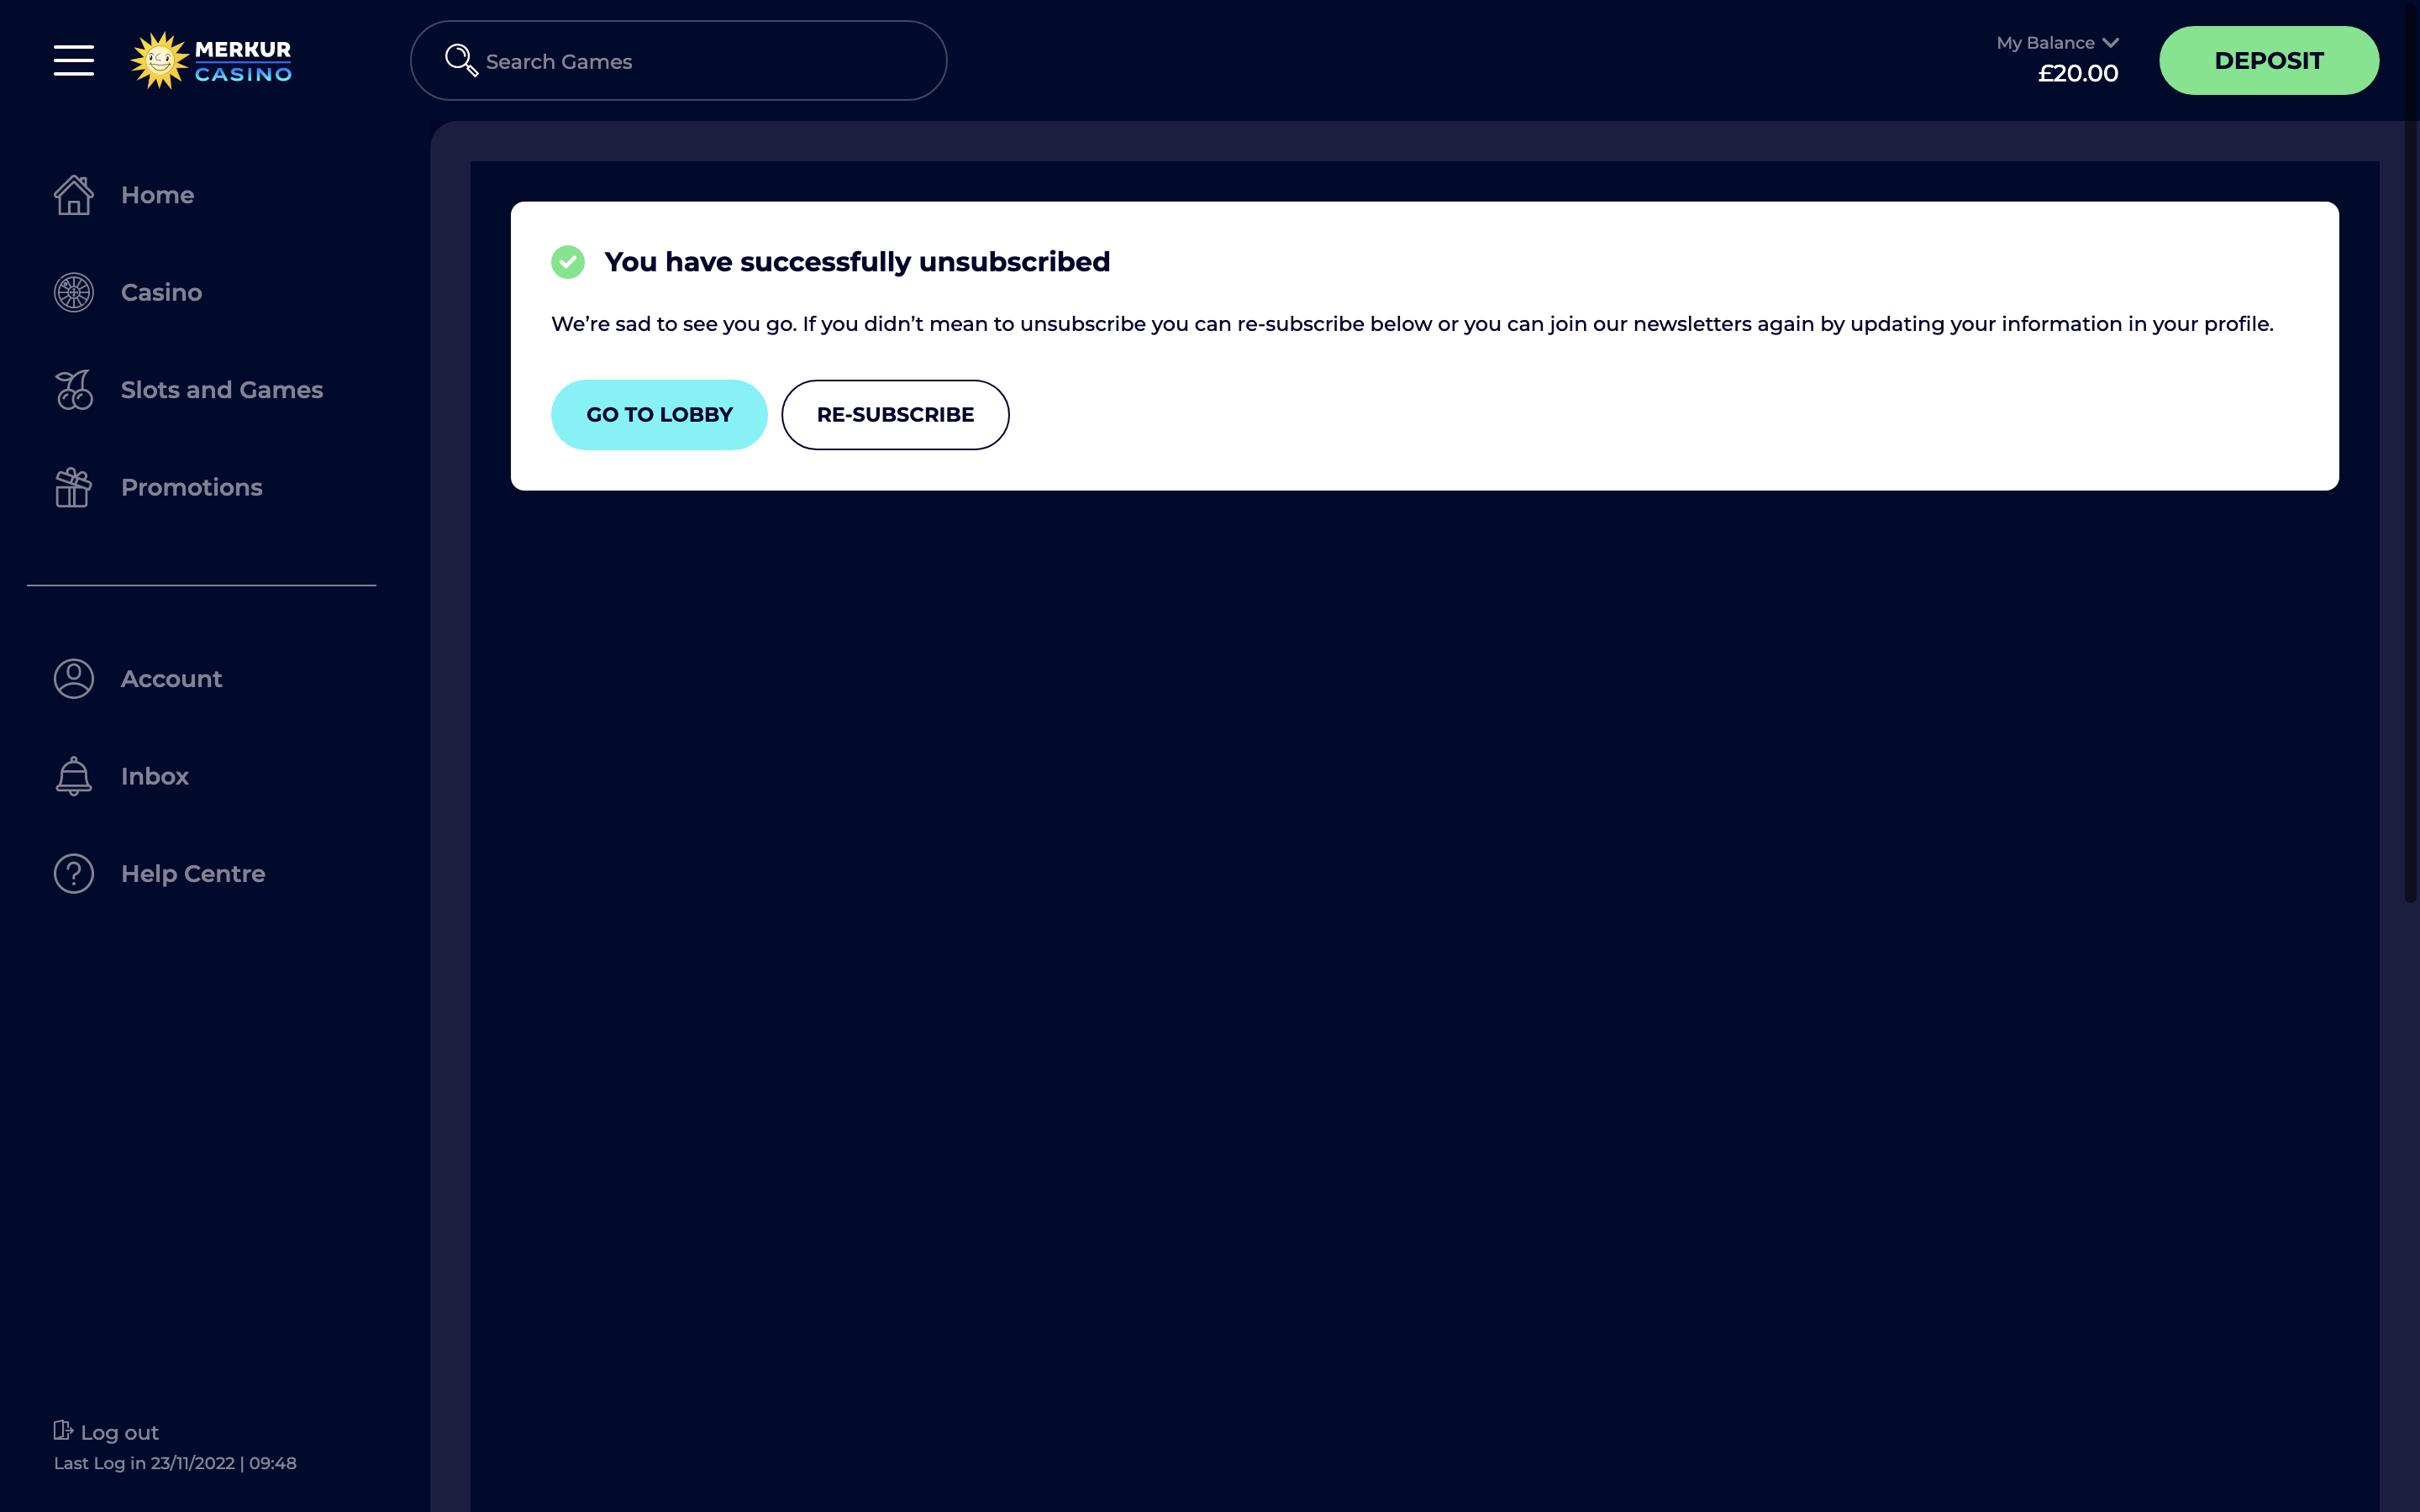 MERKUR
CASINO
Search Games
My Balance
£20.00
DEPOSIT
Home
Casino
Slots and Games
Promotions
Account
Inbox
Help Centre
Log out
Last Log in 23/11/2022 | 09:48
You have successfully unsubscribed
We’re sad to see you go. If you didn’t mean to unsubscribe you can re-subscribe below or you can join our newsletters again by updating your information in your profile.
GO TO LOBBY
RE-SUBSCRIBE